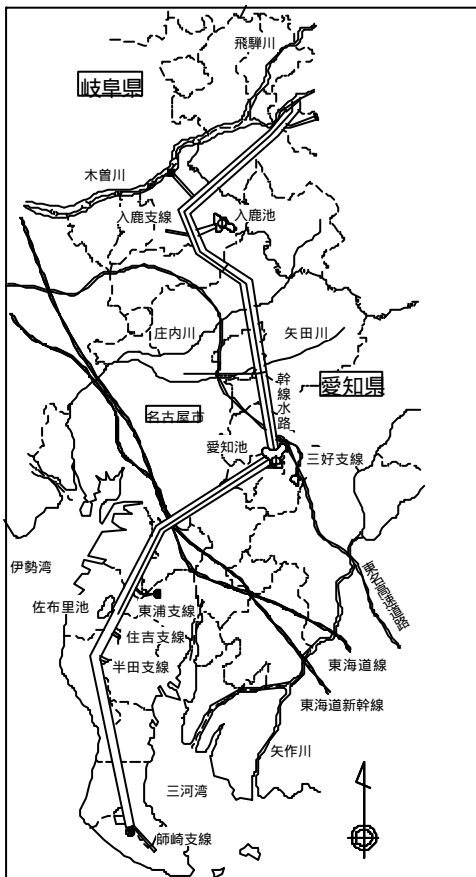 飛騨川
岐阜県
木曽川
入鹿支線
入鹿池
庄内川
矢田川
幹線水路
愛知県
名古屋市
愛知池
三好支線
伊勢湾
東名高速道路
佐布里池
東浦支線
住吉支線
半田支線
東海道線
東海道新幹線
矢作川
三河湾
師崎支線